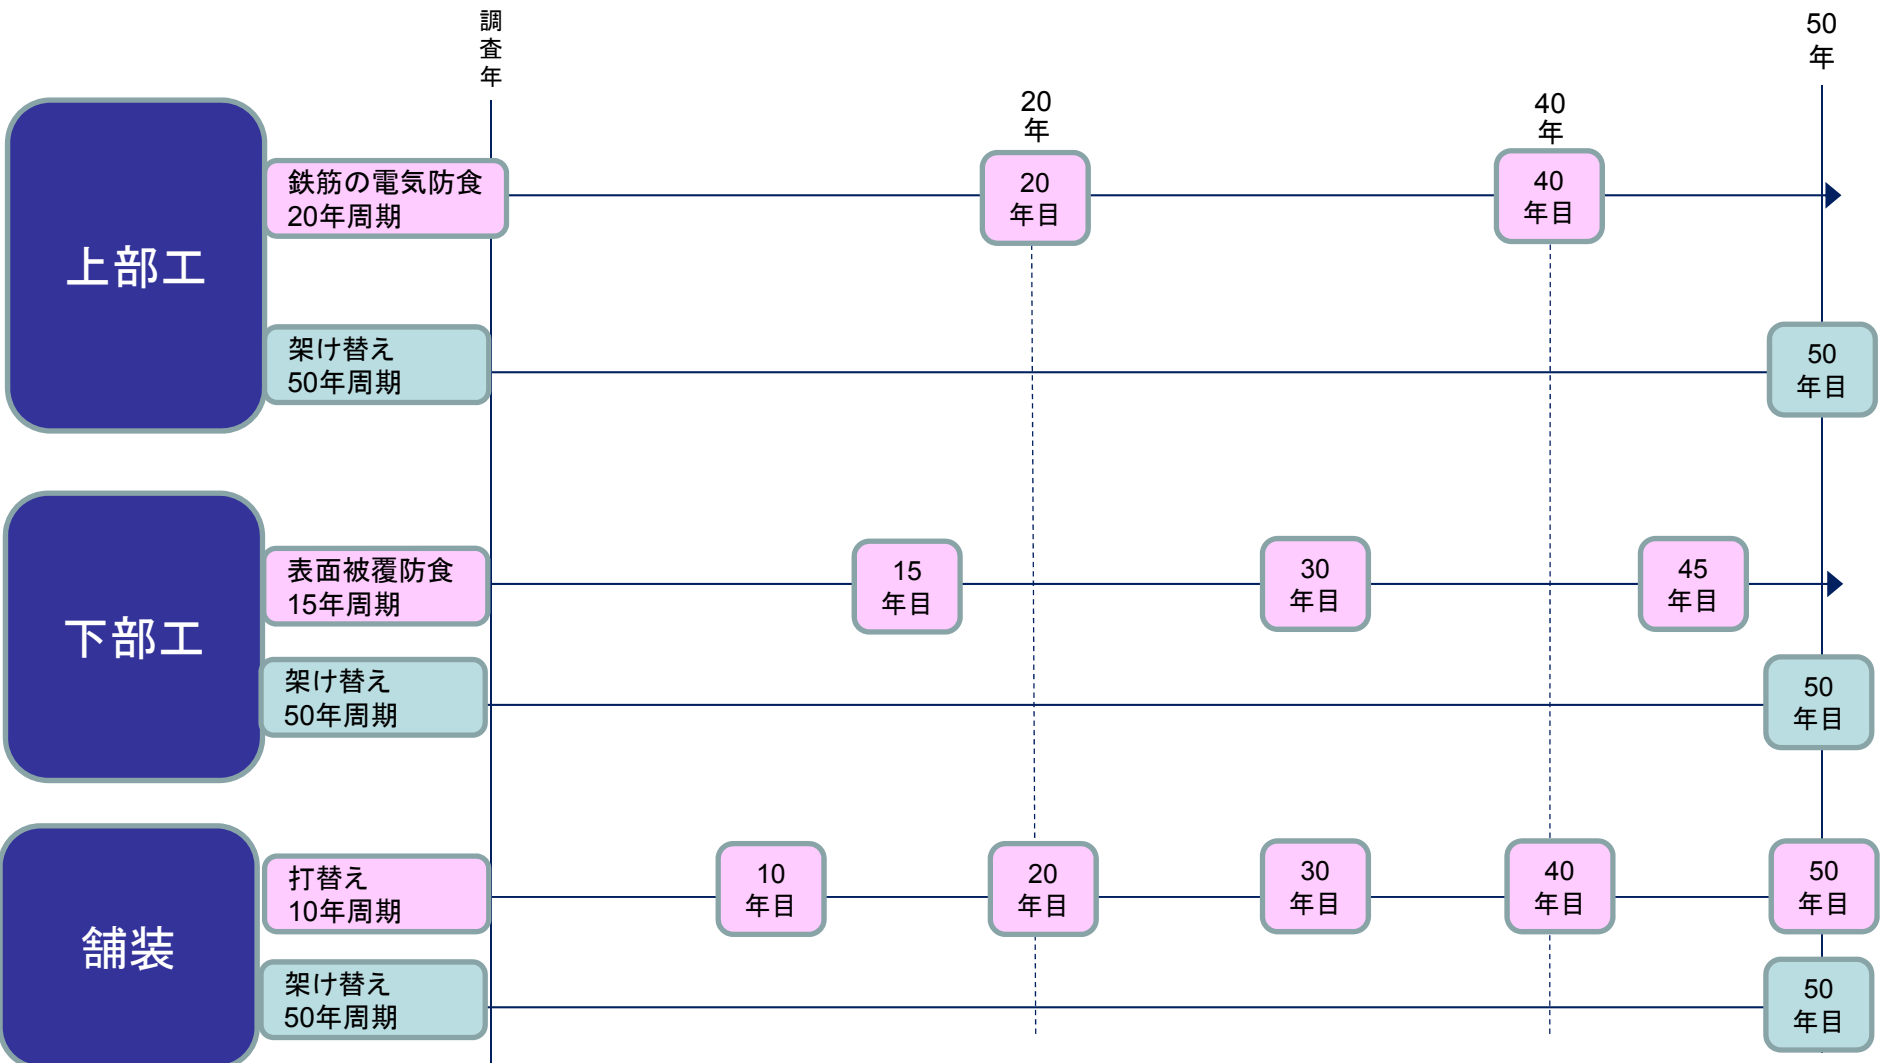 調査年
50
年
20
年
40
年
上部工
鉄筋の電気防食
20年周期
20
年目
40
年目
架け替え
50年周期
50
年目
下部工
表面被覆防食
15年周期
15
年目
30
年目
45
年目
架け替え
50年周期
50
年目
舗装
打替え
10年周期
10
年目
20
年目
30
年目
40
年目
50
年目
架け替え
50年周期
50
年目